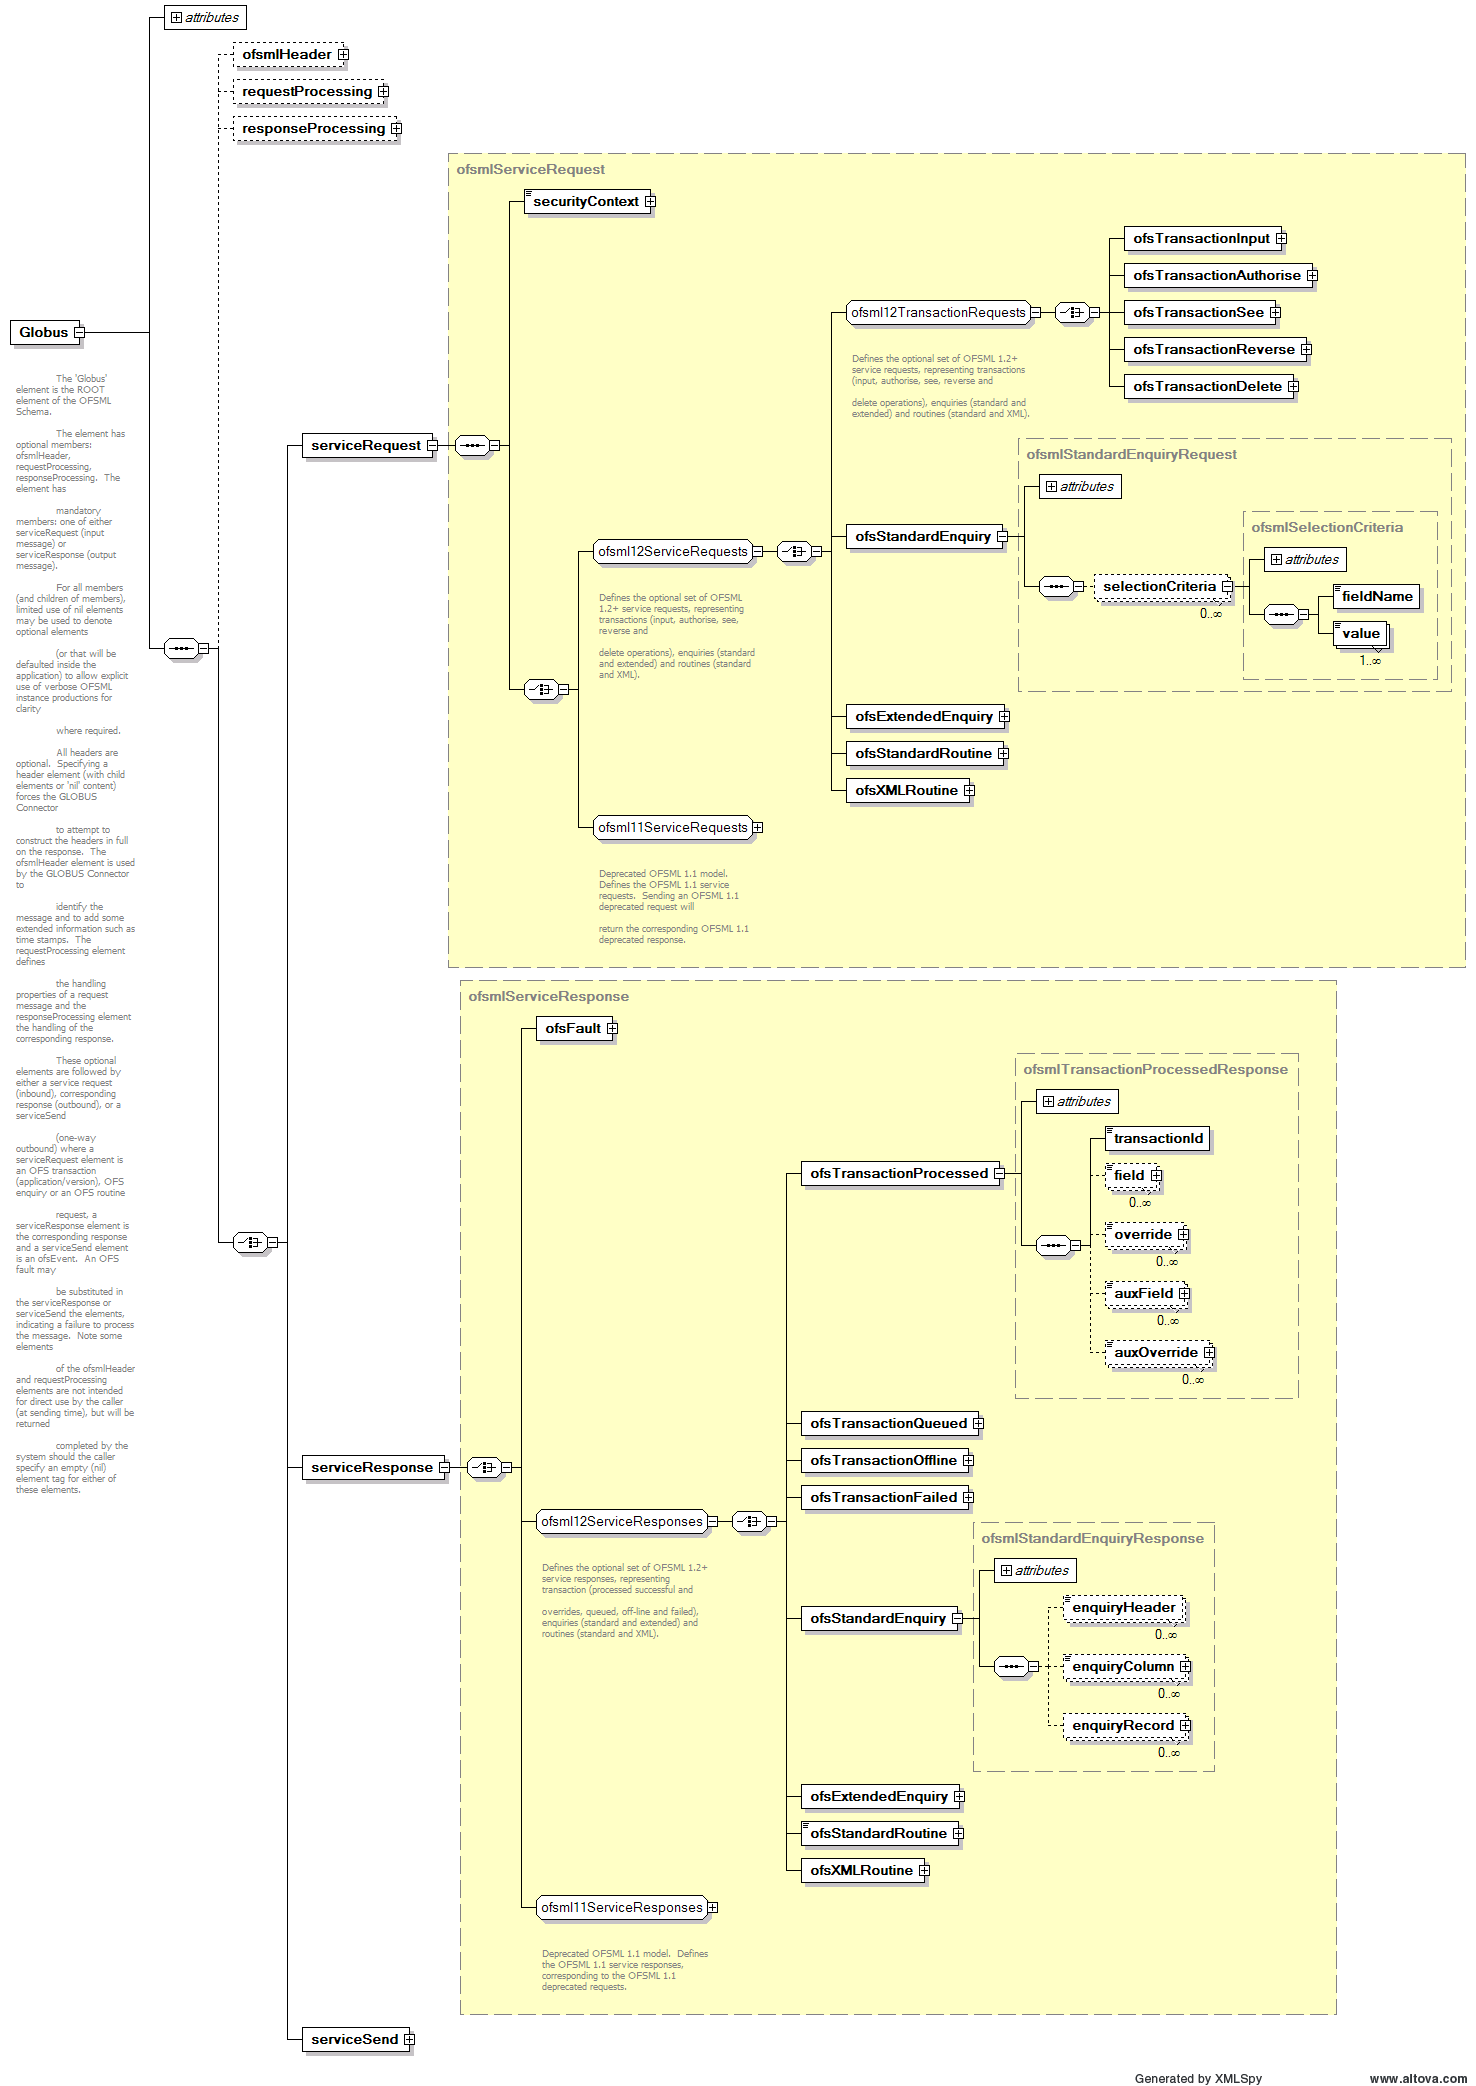 attributes
ofsmlHeader
requestProcessing
responseProcessing
Globus
The 'Globus'
element is the ROOT
element of the OFSML
Schema.
The element has
optional members:
ofsmlHeader,
requestProcessing,
responseProcessing. The
element has
mandatory
members: one of either
serviceRequest (input
message) or
serviceResponse (output
message).
For all members
(and children of members),
limited use of nil elements
may be used to denote
optional elements
(or that will be
defaulted inside the
application) to allow explicit
use of verbose OFSML
instance productions for
clarity
where required.
All headers are
optional. Specifying a
header element (with child
elements or 'nil' content)
forces the GLOBUS
Connector
to attempt to
construct the headers in full
on the response. The
ofsmlHeader element is used
by the GLOBUS Connector
to
identify the
message and to add some
extended information such as
time stamps. The
requestProcessing element
defines
the handling
properties of a request
message and the
responseProcessing element
the handling of the
corresponding response.
These optional
elements are followed by
either a service request
(inbound), corresponding
response (outbound), or a
serviceSend
(one-way
outbound) where a
serviceRequest element is
an OFS transaction
(application/version), OFS
enquiry or an OFS routine
request, a
serviceResponse element is
the corresponding response
and a serviceSend element
is an ofsEvent. An OFS
fault may
be substituted in
the serviceResponse or
serviceSend the elements,
indicating a failure to process
the message. Note some
elements
of the ofsmlHeader
and requestProcessing
elements are not intended
for direct use by the caller
(at sending time), but will be
returned
completed by the
system should the caller
specify an empty (nil)
element tag for either of
these elements.
serviceRequest
ofsmlServiceRequest
securityContext
ofsml12ServiceRequests
Defines the optional set of OFSML
1.2+ service requests, representing
transactions (input, authorise, see,
reverse and
delete operations), enquiries (standard
and extended) and routines (standard
and XML).
ofsml12TransactionRequests
Defines the optional set of OFSML 1.2+
service requests, representing transactions
(input, authorise, see, reverse and
delete operations), enquiries (standard and
extended) and routines (standard and XML).
ofsTransactionInput
ofsTransactionAuthorise
ofsTransactionSee
ofsTransactionReverse
ofsTransactionDelete
ofsStandardEnquiry
ofsmlStandardEnquiryRequest
attributes
selectionCriteria
0..∞
ofsmlSelectionCriteria
attributes
fieldName
value
1..∞
ofsExtendedEnquiry
ofsStandardRoutine
ofsXMLRoutine
ofsml11ServiceRequests
Deprecated OFSML 1.1 model.
Defines the OFSML 1.1 service
requests. Sending an OFSML 1.1
deprecated request will
return the corresponding OFSML 1.1
deprecated response.
serviceResponse
ofsmlServiceResponse
ofsFault
ofsml12ServiceResponses
Defines the optional set of OFSML 1.2+
service responses, representing
transaction (processed successful and
overrides, queued, off-line and failed),
enquiries (standard and extended) and
routines (standard and XML).
ofsTransactionProcessed
ofsmlTransactionProcessedResponse
attributes
transactionId
field
0..∞
override
0..∞
auxField
0..∞
auxOverride
0..∞
ofsTransactionQueued
ofsTransactionOffline
ofsTransactionFailed
ofsStandardEnquiry
ofsmlStandardEnquiryResponse
attributes
enquiryHeader
0..∞
enquiryColumn
0..∞
enquiryRecord
0..∞
ofsExtendedEnquiry
ofsStandardRoutine
ofsXMLRoutine
ofsml11ServiceResponses
Deprecated OFSML 1.1 model. Defines
the OFSML 1.1 service responses,
corresponding to the OFSML 1.1
deprecated requests.
serviceSend
Generated by XMLSpy
www.altova.com